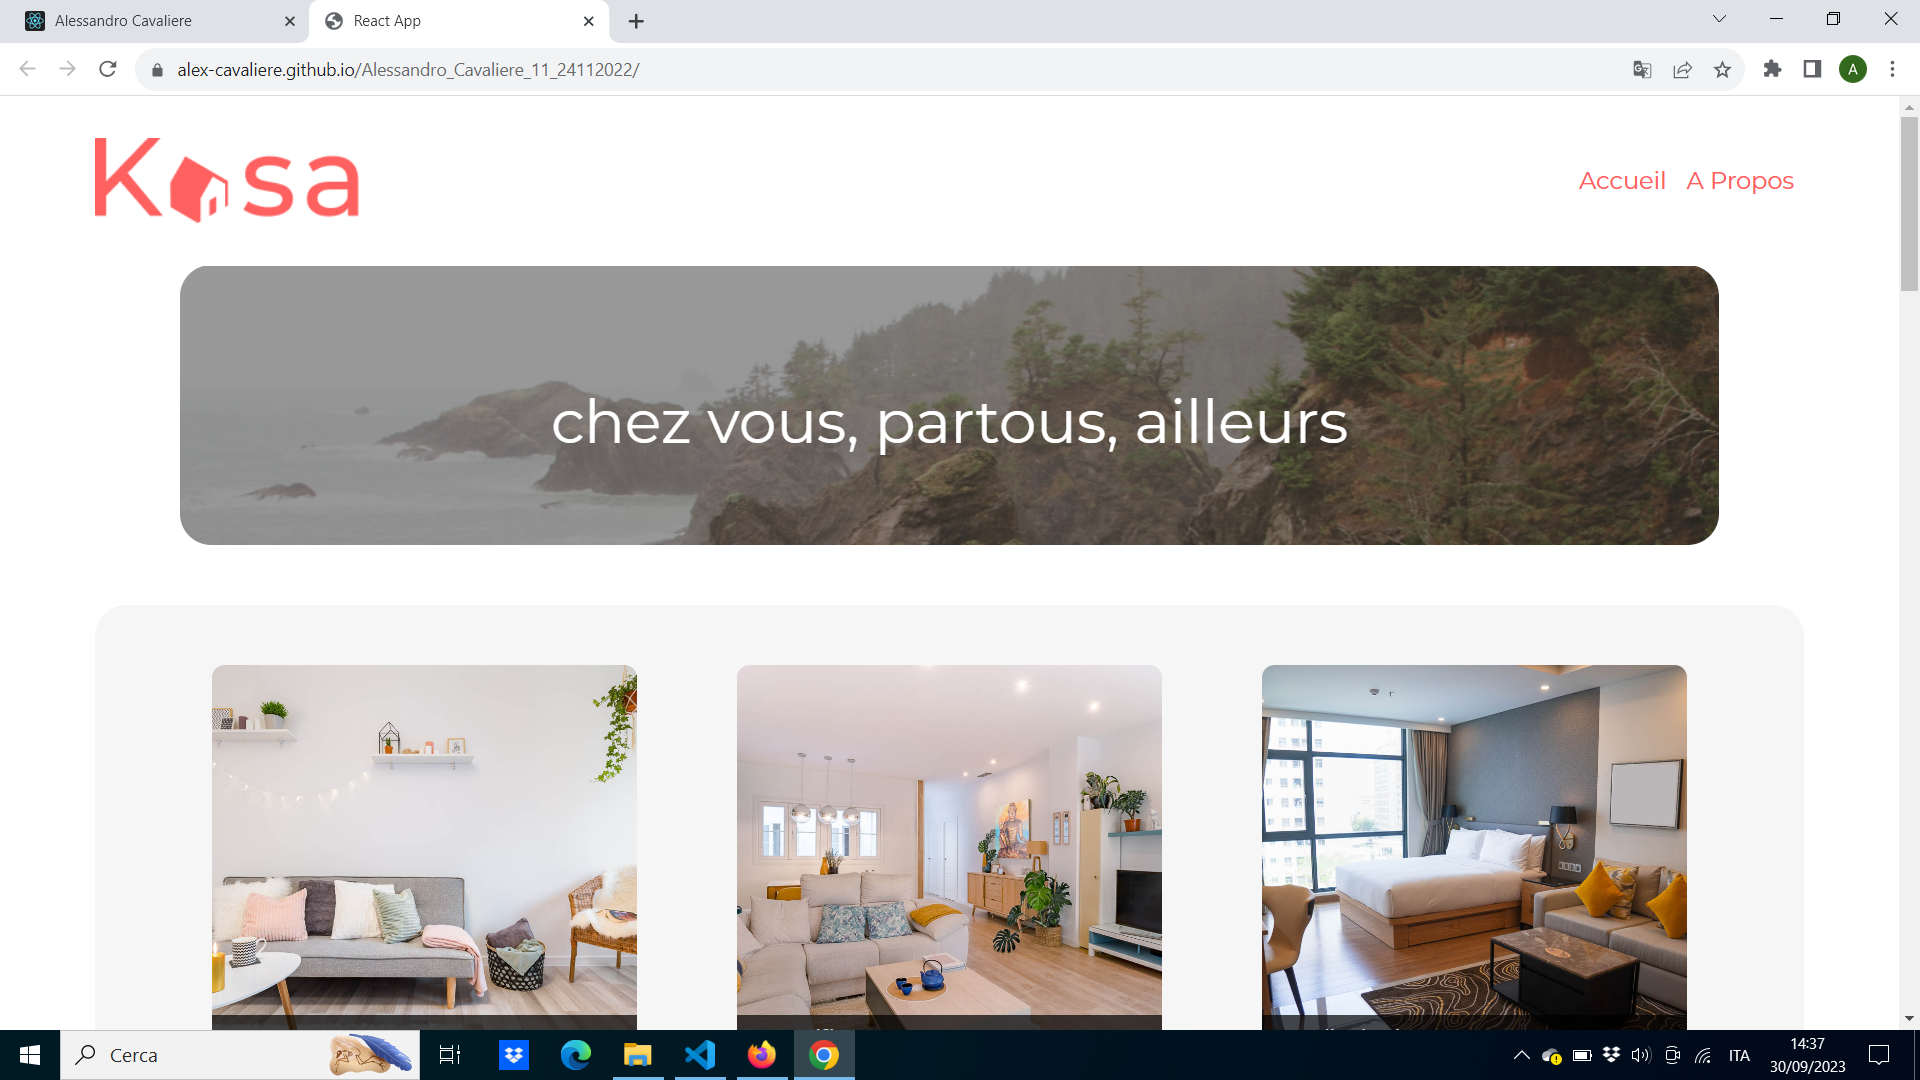 Alessandro Cavaliere
React App
alex-cavaliere.github.io/Alessandro_Cavaliere_11_24112022/
A
Kasa
Accueil A Propos
chez vous, partous, ailleurs
Cerca
ITA
14:37
30/09/2023